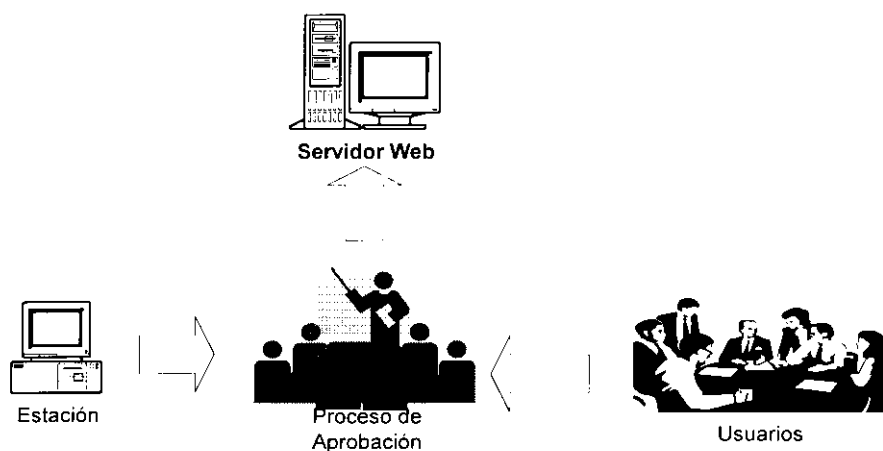 Servidor Web
Estación
Proceso de
Aprobación
Usuarios